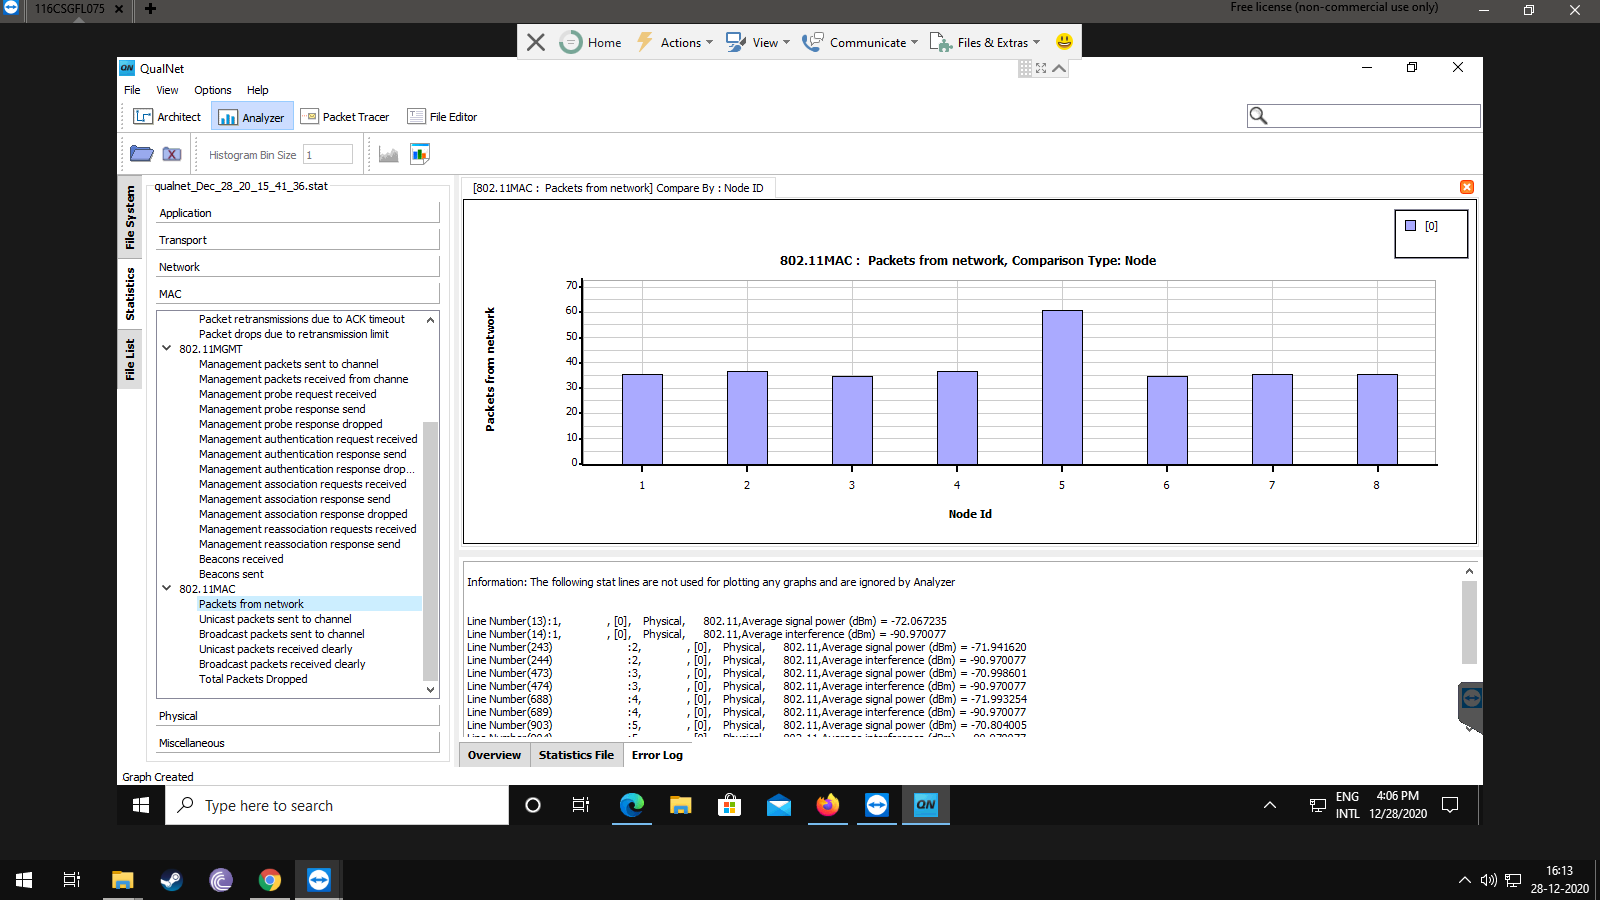 116CSGFL075
Free license (non-commercial use only)
Home
Actions
View
Communicate
Files & Extras
QN QualNet
File View Options Help
Architect
Analyzer
Packet Tracer
File Editor
Histogram Bin Size 1
File System
Statistics
File List
qualnet_Dec_28_20_15_41_36.stat
Application
Transport
Network
MAC
Packet retransmissions due to ACK timeout
Packet drops due to retransmission limit
802.11MGMT
Management packets sent to channel
Management packets received from channe
Management probe request received
Management probe response send
Management probe response dropped
Management authentication request received
Management authentication response send
Management authentication response drop...
Management association requests received
Management association response send
Management association response dropped
Management reassociation requests received
Management reassociation response send
Beacons received
Beacons sent
802.11MAC
Packets from network
Unicast packets sent to channel
Broadcast packets sent to channel
Unicast packets received clearly
Broadcast packets received clearly
Total Packets Dropped
Physical
Miscellaneous
Graph Created
[802.11MAC : Packets from network] Compare By : Node ID
[0]
802.11MAC : Packets from network, Comparison Type: Node
Packets from network
70
60
50
40
30
20
10
0
1 2 3 4 5 6 7 8
Node Id
Information: The following stat lines are not used for plotting any graphs and are ignored by Analyzer
Line Number(13):1, , [0], Physical, 802.11,Average signal power (dBm) = -72.067235
Line Number(14):1, , [0], Physical, 802.11,Average interference (dBm) = -90.970077
Line Number(243) :2, , [0], Physical, 802.11,Average signal power (dBm) = -71.941620
Line Number(244) :2, , [0], Physical, 802.11,Average interference (dBm) = -90.970077
Line Number(473) :3, , [0], Physical, 802.11,Average signal power (dBm) = -70.998601
Line Number(474) :3, , [0], Physical, 802.11,Average interference (dBm) = -90.970077
Line Number(688) :4, , [0], Physical, 802.11,Average signal power (dBm) = -71.993254
Line Number(689) :4, , [0], Physical, 802.11,Average interference (dBm) = -90.970077
Line Number(903) :5, , [0], Physical, 802.11,Average signal power (dBm) = -70.804005
Overview
Statistics File
Error Log
Type here to search
QN
ENG
INTL
4:06 PM
12/28/2020
16:13
28-12-2020